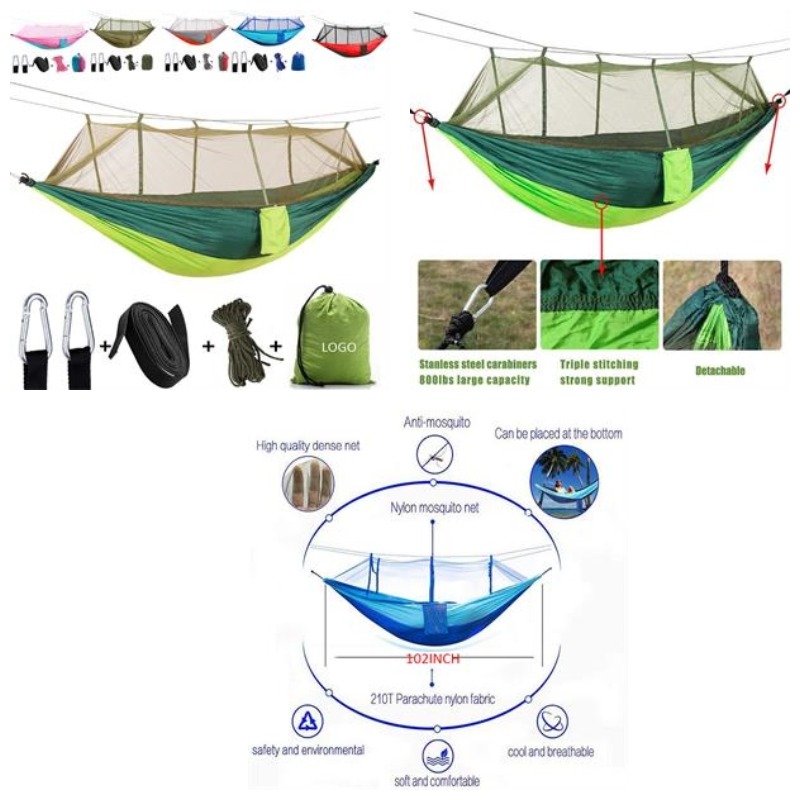 LOGO
Stanless steel carabiners
800lbs large capacity
Triple stitching
strong support
Detachable
Anti-mosquito
High quality dense net
Can be placed at the bottom
Nylon mosquito net
102INCH
210T Parachute nylon fabric
safety and environmental
cool and breathable
soft and comfortable